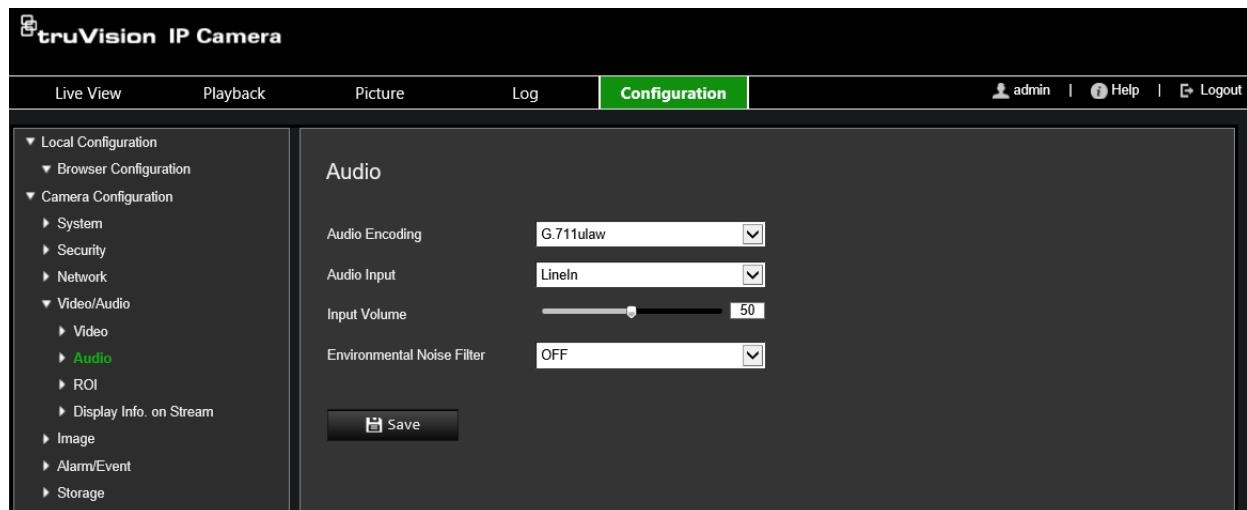 truVision IP Camera
Live View Playback Picture Log Configuration admin | Help | Logout
Local Configuration
Browser Configuration
Camera Configuration
System
Security
Network
Video/Audio
Video
Audio
ROI
Display Info. on Stream
Image
Alarm/Event
Storage
Audio
Audio Encoding G.711ulaw
Audio Input LineIn
Input Volume 50
Environmental Noise Filter OFF
Save